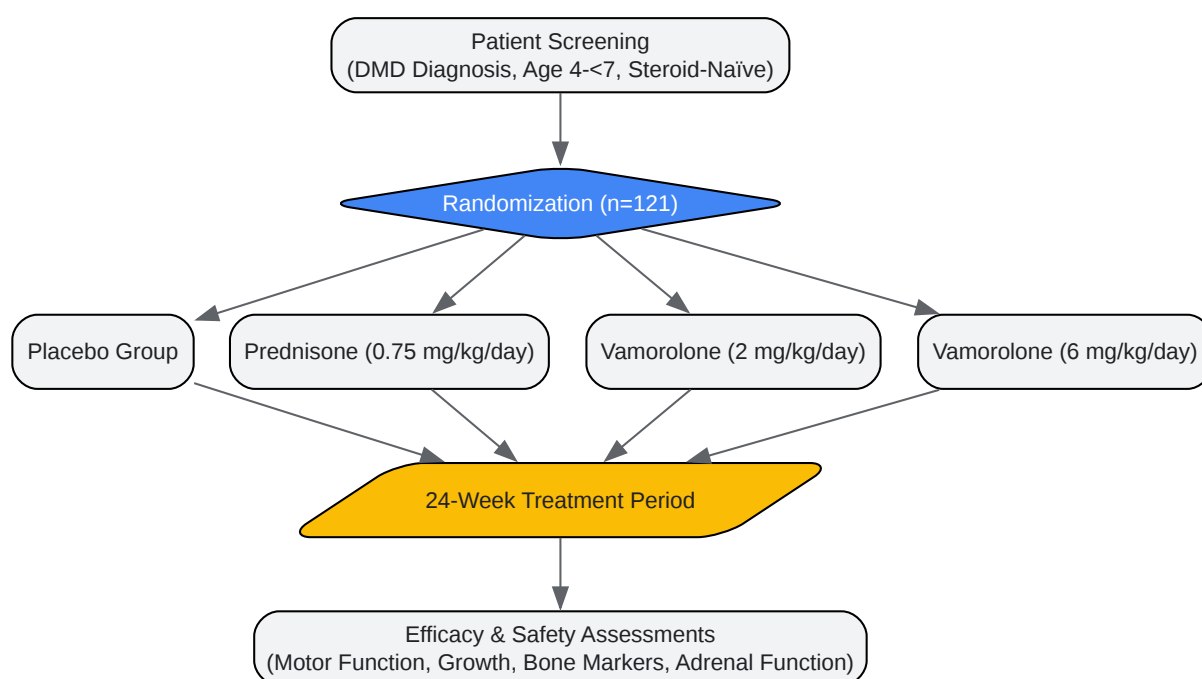 Patient Screening
(DMD Diagnosis, Age 4-<7, Steroid-Naïve)
Randomization (n=121)
Placebo Group
Prednisone (0.75 mg/kg/day)
Vamorolone (2 mg/kg/day)
Vamorolone (6 mg/kg/day)
24-Week Treatment Period
Efficacy & Safety Assessments
(Motor Function, Growth, Bone Markers, Adrenal Function)